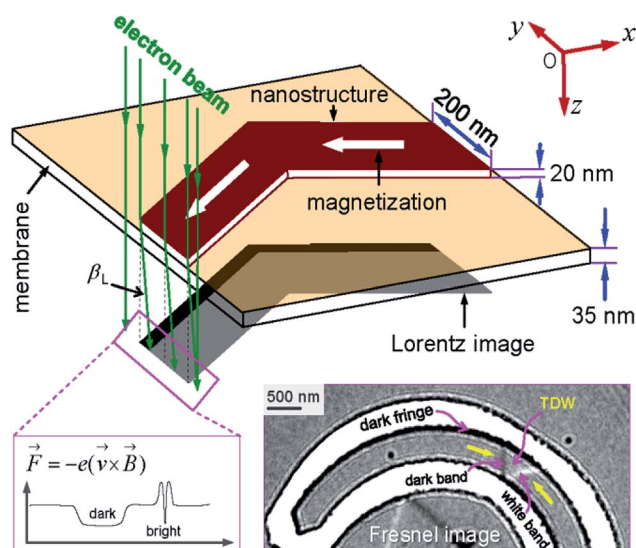 electron beam
nanostructure
magnetization
membrane
200 nm
20 nm
35 nm
y
x
O
z
β_L
Lorentz image
F = −e(v×B)
dark
bright
500 nm
TDW
dark fringe
dark band
white band
Fresnel image